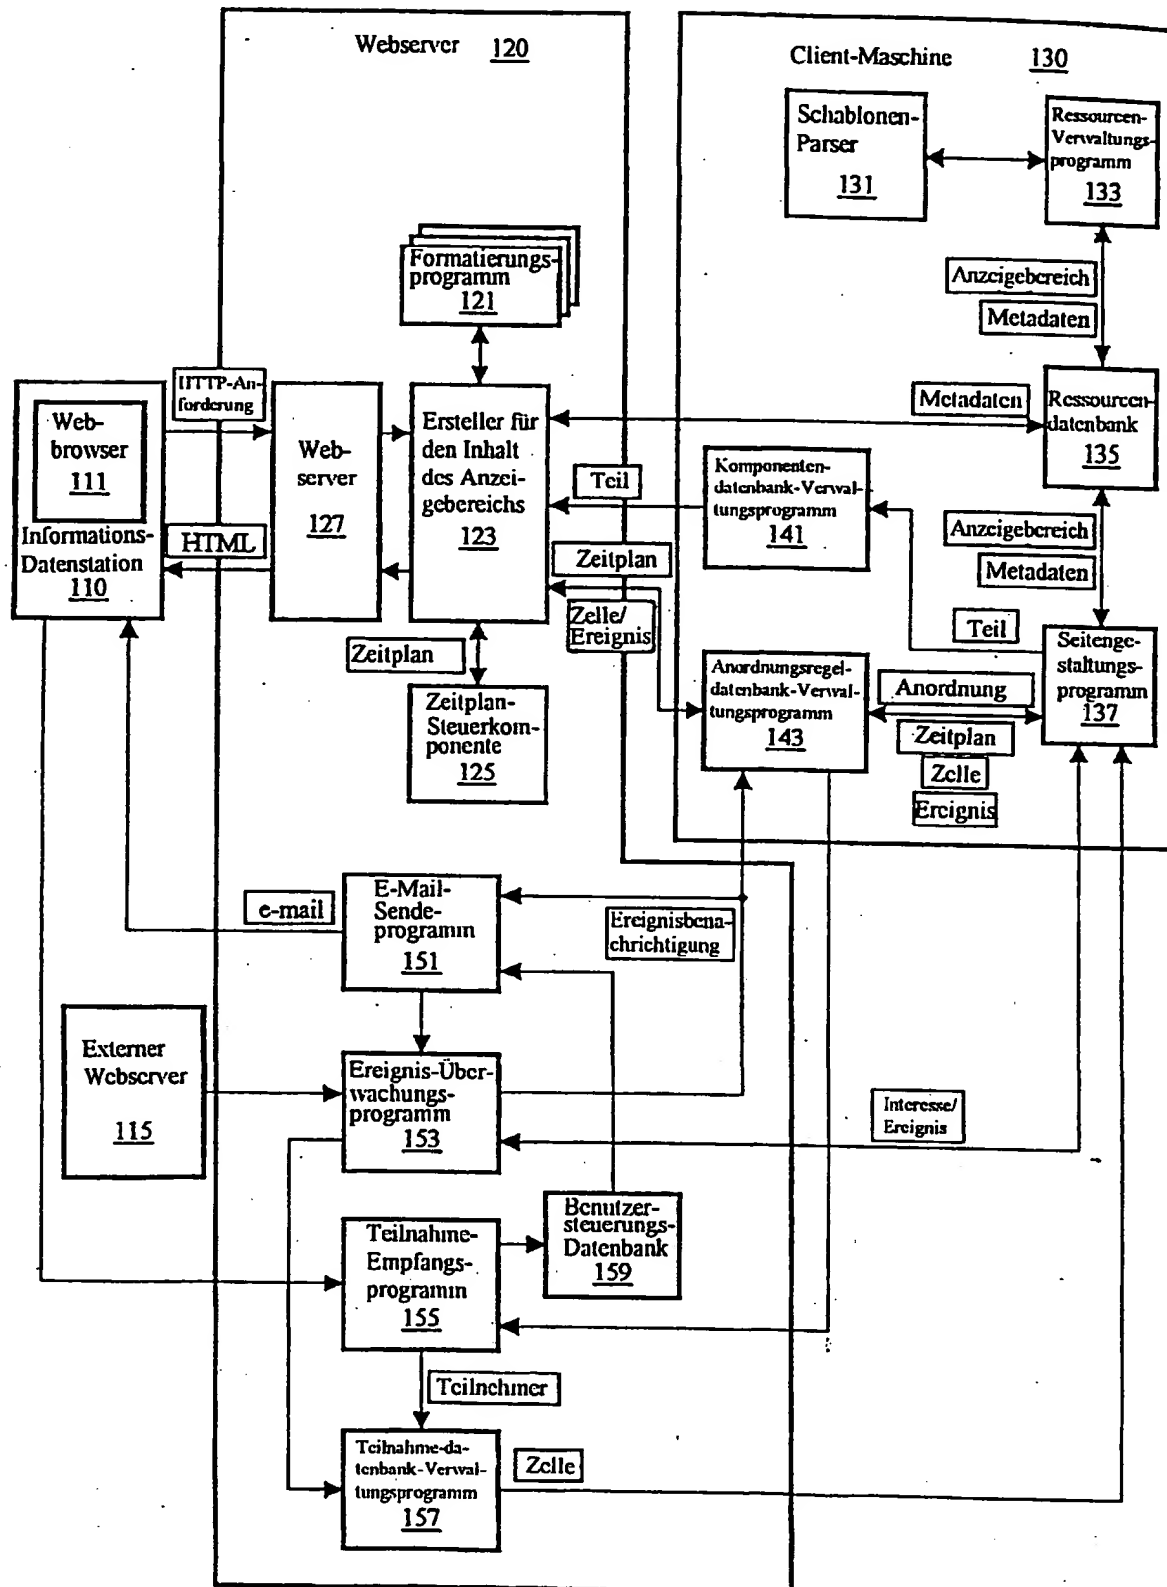 Webserver 120
Client-Maschine 130
Schablonen-
Parser
131
Ressourcen-
Verwaltungs-
programm
133
Formatierungs-
programm
121
Anzeigebereich
Metadaten
HTTP-An-
forderung
Web-
browser
111
Informations-
Datenstation
110
HTML
Web-
server
127
Ersteller für
den Inhalt
des Anzei-
gebereichs
123
Metadaten
Ressourcen-
datenbank
135
Teil
Komponenten-
datenbank-Verwal-
tungsprogramm
141
Anzeigebereich
Metadaten
Zeitplan
Zelle/
Ereignis
Teil
Zeitplan
Zeitplan-
Steuerkom-
ponente
125
Anordnungsregel-
datenbank-Verwal-
tungsprogramm
143
Anordnung
Zeitplan
Zelle
Ereignis
Seitenge-
staltungs-
programm
137
e-mail
E-Mail-
Sende-
programm
151
Ereignisbena-
chrichtigung
Externer
Webserver
115
Ereignis-Über-
wachungs-
programm
153
Interesse/
Ereignis
Teilnahme-
Empfangs-
programm
155
Benutzer-
steuerungs-
Datenbank
159
Teilnehmer
Teilnahme-da-
tenbank-Verwal-
tungsprogramm
157
Zelle